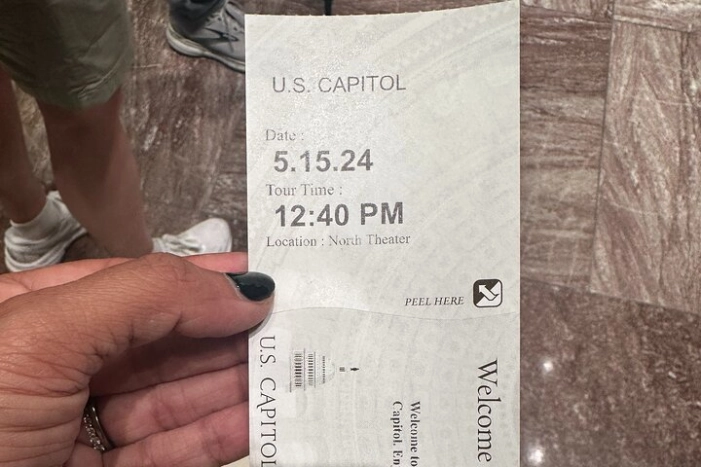 U.S. CAPITOL
Date :
5.15.24
Tour Time :
12:40 PM
Location : North Theater
PEEL HERE
U.S. CAPITOL
Welcome
Welcome to
Capitol. En